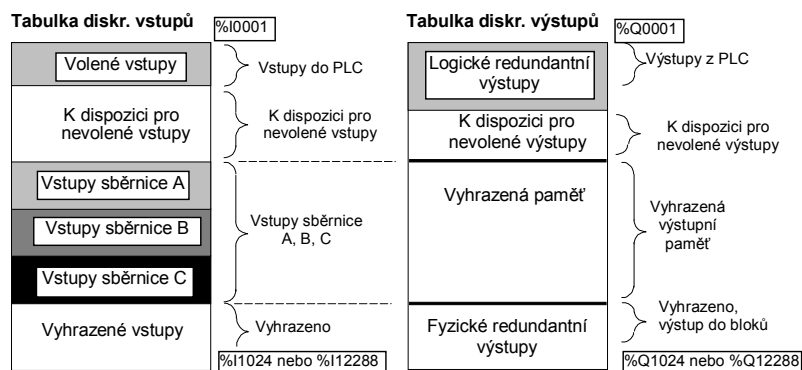 Tabulka diskr. vstupů
%I0001
Volené vstupy
Vstupy do PLC
K dispozici pro
nevolené vstupy
K dispozici pro
nevolené vstupy
Vstupy sběrnice A
Vstupy sběrnice B
Vstupy sběrnice C
Vstupy sběrnice
A, B, C
Vyhrazené vstupy
Vyhrazeno
%I1024 nebo %I12288
Tabulka diskr. výstupů
%Q0001
Logické redundantní
výstupy
Výstupy z PLC
K dispozici pro
nevolené výstupy
K dispozici pro
nevolené výstupy
Vyhrazená paměť
Vyhrazená
výstupní
paměť
Fyzické redundantní
výstupy
Vyhrazeno,
výstup do bloků
%Q1024 nebo %Q12288